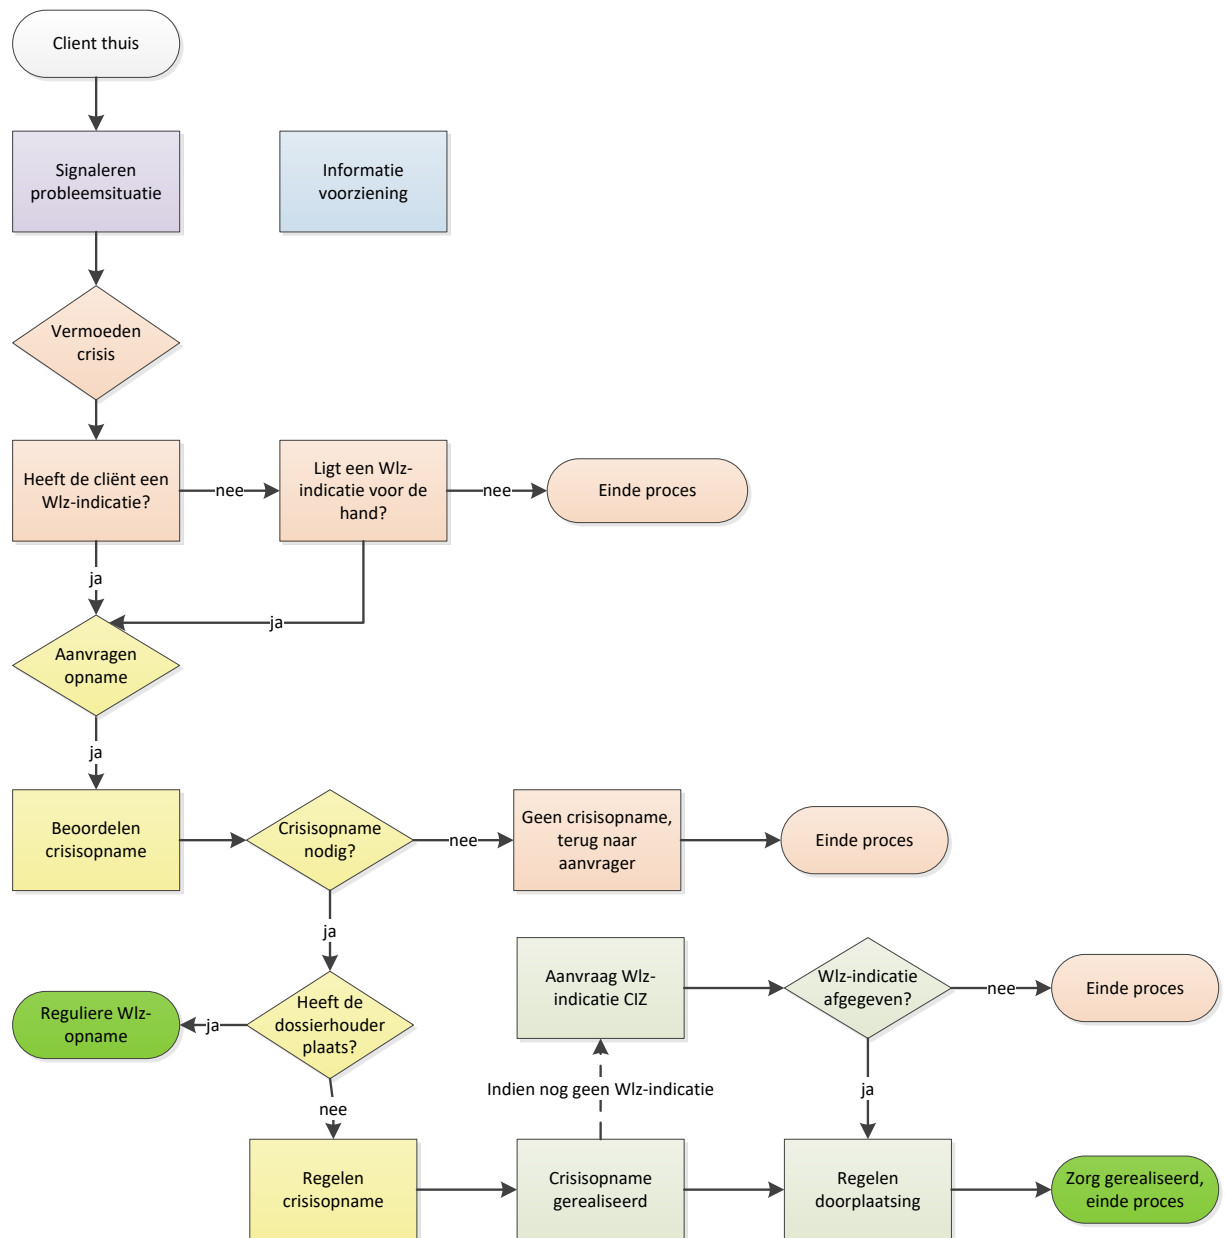 Client thuis
Signaleren
probleemsituatie
Informatie
voorziening
Vermoeden
crisis
Heeft de cliënt een
Wlz-indicatie?
nee
Ligt een Wlz-
indicatie voor de
hand?
nee
Einde proces
ja
ja
Aanvragen
opname
ja
Beoordelen
crisisopname
Crisisopname
nodig?
nee
Geen crisisopname,
terug naar
aanvrager
Einde proces
ja
Reguliere Wlz-
opname
ja
Heeft de
dossierhouder
plaats?
Aanvraag Wlz-
indicatie CIZ
Wlz-indicatie
afgegeven?
nee
Einde proces
nee
Indien nog geen Wlz-indicatie
ja
Regelen
crisisopname
Crisisopname
gerealiseerd
Regelen
doorplaatsing
Zorg gerealiseerd,
einde proces